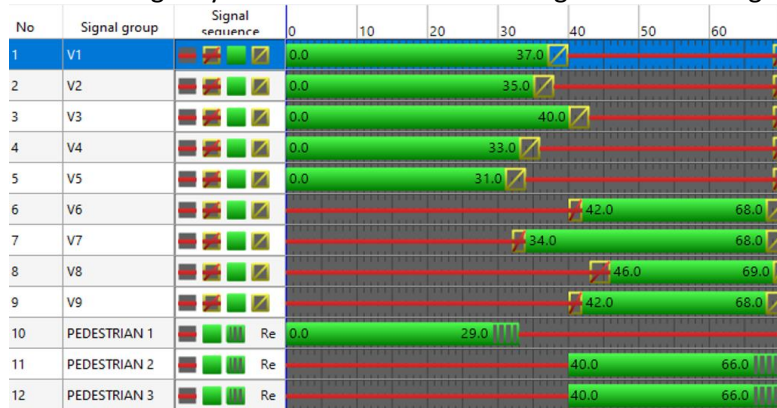 No Signal group Signal sequence 0 10 20 30 40 50 60
1 V1 0.0 37.0
2 V2 0.0 35.0
3 V3 0.0 40.0
4 V4 0.0 33.0
5 V5 0.0 31.0
6 V6 42.0 68.0
7 V7 34.0 68.0
8 V8 46.0 69.0
9 V9 42.0 68.0
10 PEDESTRIAN 1 Re 0.0 29.0
11 PEDESTRIAN 2 Re 40.0 66.0
12 PEDESTRIAN 3 Re 40.0 66.0